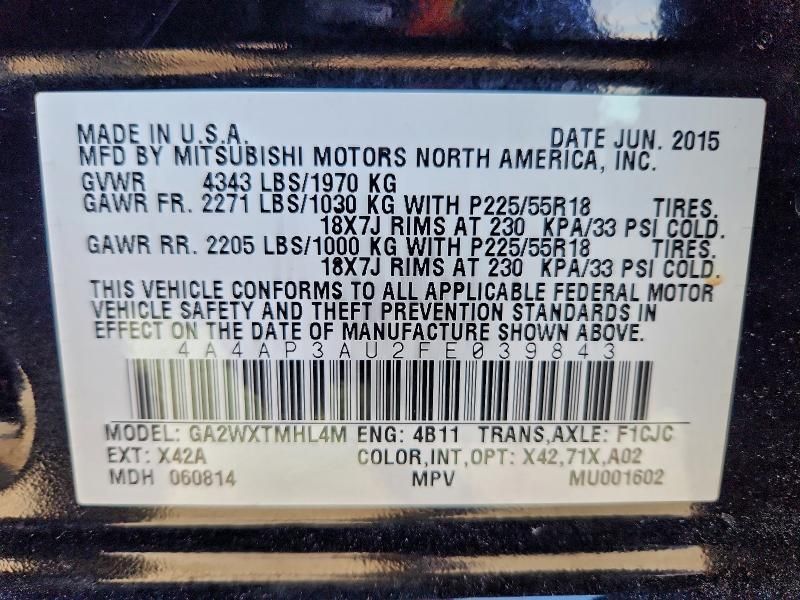 MADE IN U.S.A. DATE JUN. 2015
MFD BY MITSUBISHI MOTORS NORTH AMERICA, INC.
GVWR 4343 LBS/1970 KG
GAWR FR. 2271 LBS/1030 KG WITH P225/55R18 TIRES.
18X7J RIMS AT 230 KPA/33 PSI COLD.
GAWR RR. 2205 LBS/1000 KG WITH P225/55R18 TIRES.
18X7J RIMS AT 230 KPA/33 PSI COLD.
THIS VEHICLE CONFORMS TO ALL APPLICABLE FEDERAL MOTOR
VEHICLE SAFETY AND THEFT PREVENTION STANDARDS IN
EFFECT ON THE DATE OF MANUFACTURE SHOWN ABOVE.
4A4AP3AU2FE039843
MODEL: GA2WXTMHL4M ENG: 4B11 TRANS,AXLE: F1CJC
EXT: X42A COLOR,INT,OPT: X42,71X,A02
MDH 060814 MPV MU001602